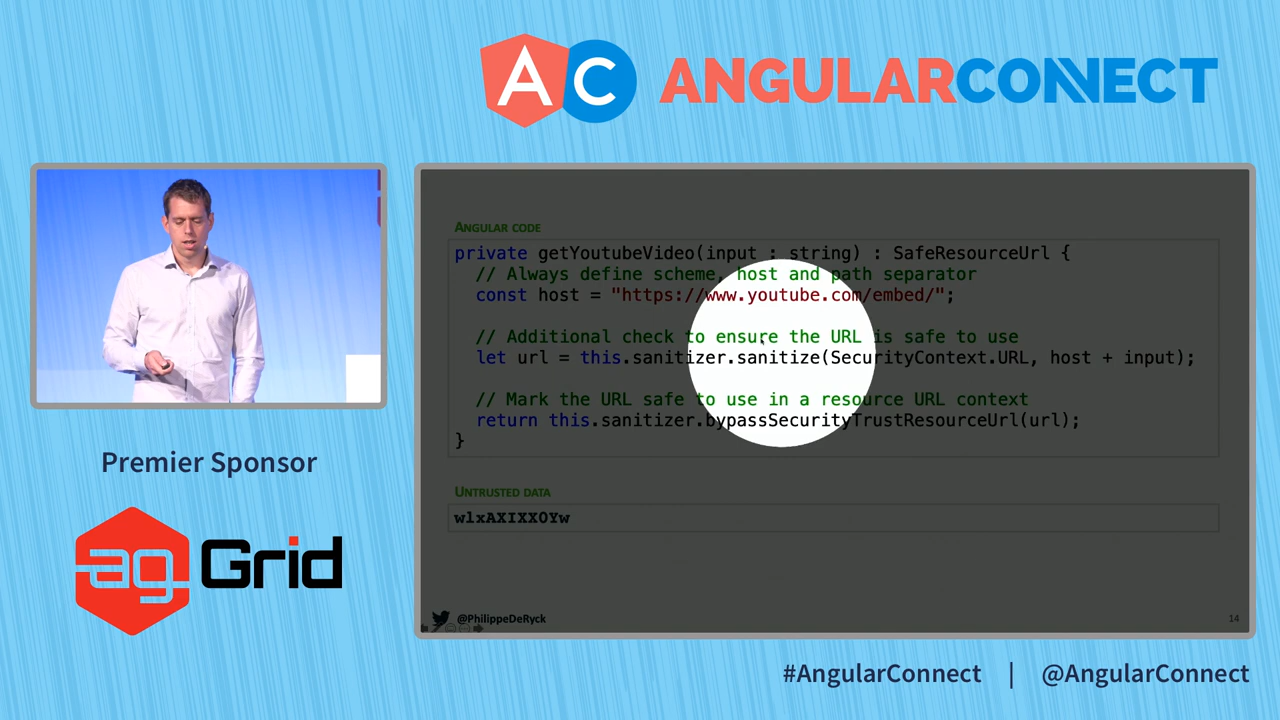 AC ANGULARCONNECT
ANGULAR CODE
private getYoutubeVideo(input : string) : SafeResourceUrl {
// Always define scheme, host and path separator
const host = "https://www.youtube.com/embed/";
// Additional check to ensure the URL is safe to use
let url = this.sanitizer.sanitize(SecurityContext.URL, host + input);
// Mark the URL safe to use in a resource URL context
return this.sanitizer.bypassSecurityTrustResourceUrl(url);
}
UNTRUSTED DATA
wlxAXIXX0Yw
@PhilippeDeRyck
14
Premier Sponsor
ag Grid
#AngularConnect | @AngularConnect